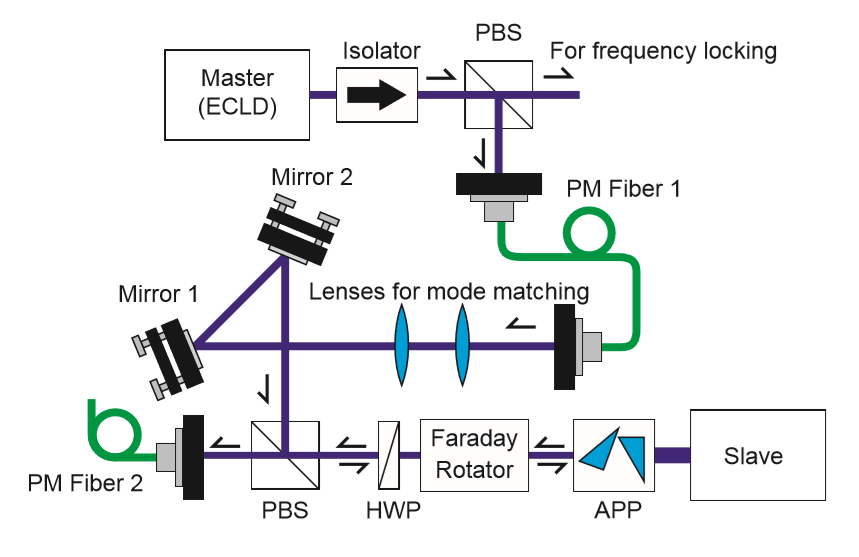 PBS
Isolator
For frequency locking
Master
(ECLD)
Mirror 2
PM Fiber 1
Mirror 1
Lenses for mode matching
Faraday
Rotator
Slave
PM Fiber 2
PBS
HWP
APP